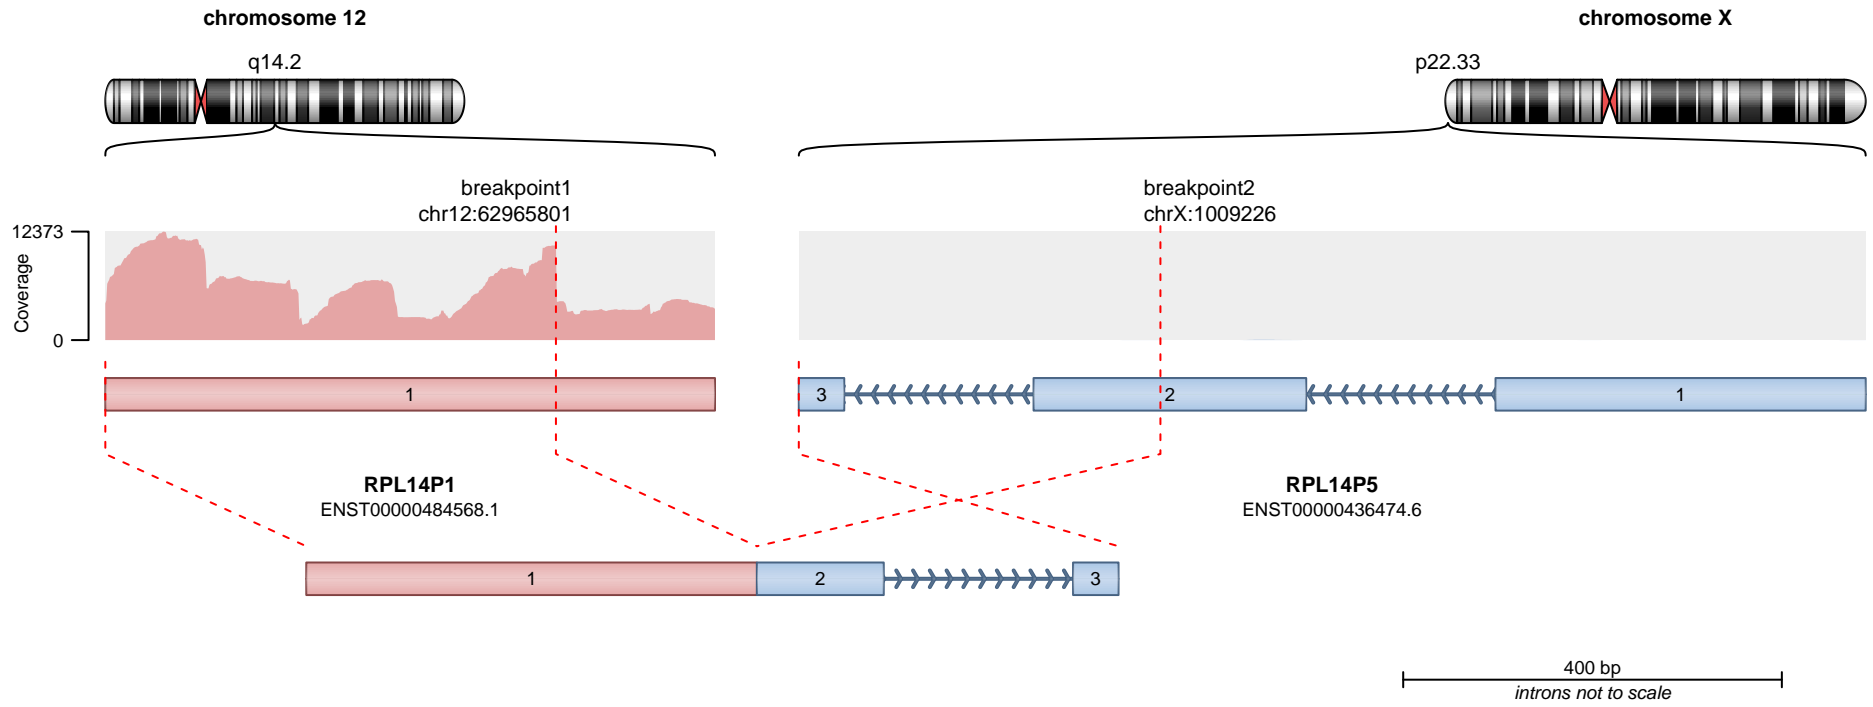 chromosome 12
chromosome X
q14.2
p22.33
breakpoint1
chr12:62965801
breakpoint2
chrX:1009226
12373
Coverage
0
1
3
2
1
RPL14P1
ENST00000484568.1
RPL14P5
ENST00000436474.6
1
2
3
400 bp
introns not to scale